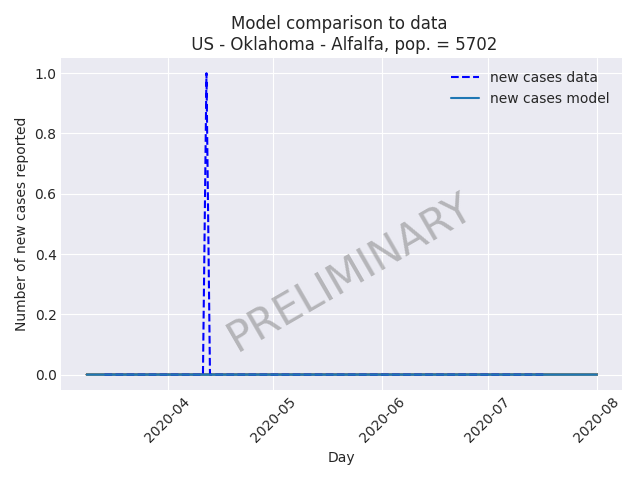 Model comparison to data
US - Oklahoma - Alfalfa, pop. = 5702
new cases data
new cases model
Number of new cases reported
1.0
0.8
0.6
0.4
0.2
0.0
PRELIMINARY
2020-04
2020-05
2020-06
2020-07
2020-08
Day